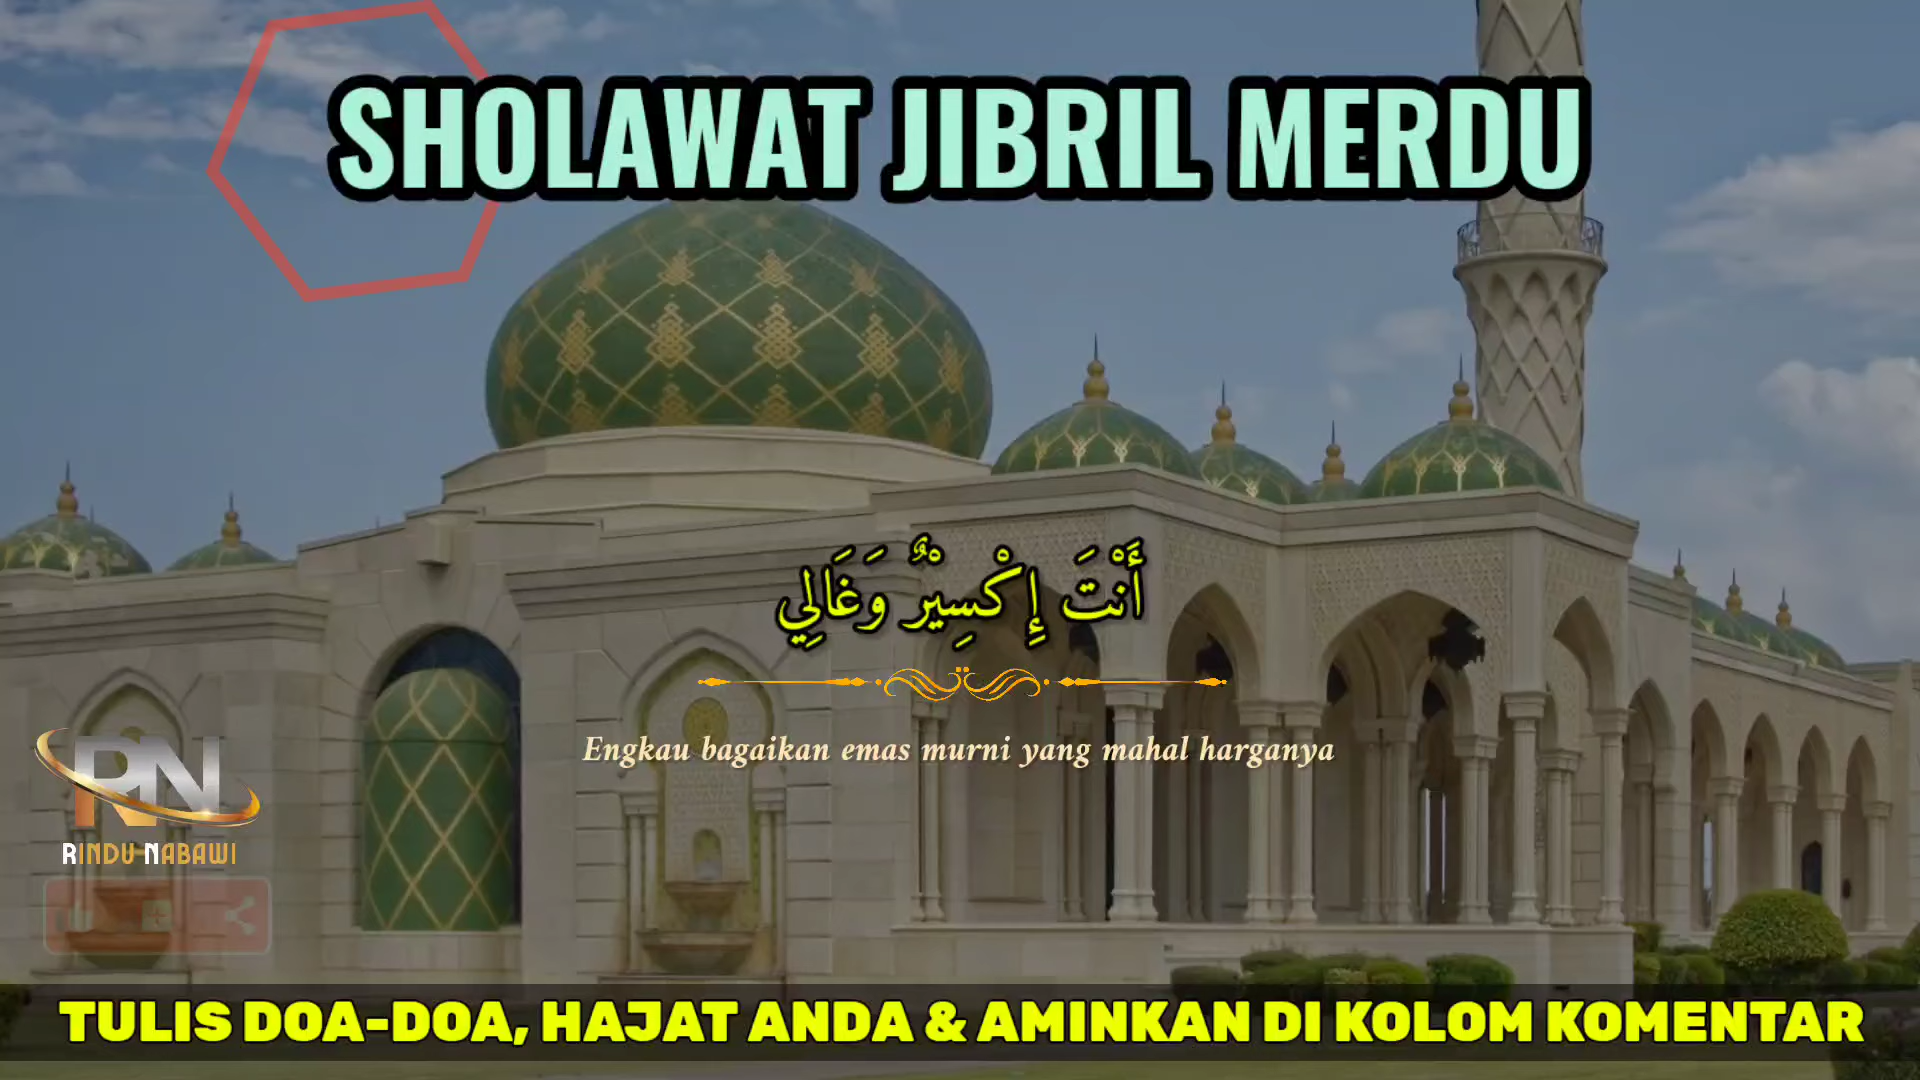 SHOLAWAT JIBRIL MERDU
أَنْتَ إِكْسِيْرٌ وَغَالِي
Engkau bagaikan emas murni yang mahal harganya
RN
RINDU NABAWI
TULIS DOA-DOA, HAJAT ANDA & AMINKAN DI KOLOM KOMENTAR